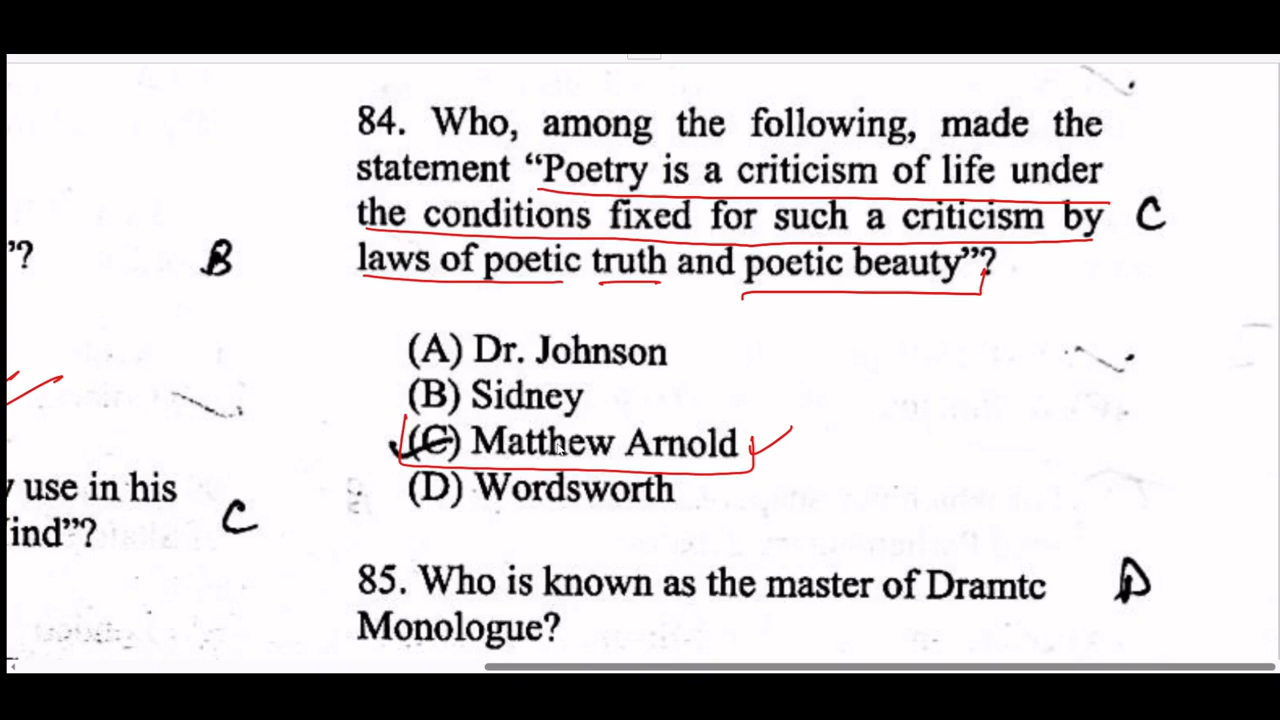 ”?
B
use in his
ind”?
C
84. Who, among the following, made the
statement “Poetry is a criticism of life under
the conditions fixed for such a criticism by
laws of poetic truth and poetic beauty”?
C
(A) Dr. Johnson
(B) Sidney
(C) Matthew Arnold
(D) Wordsworth
85. Who is known as the master of Dramtc
Monologue?
D